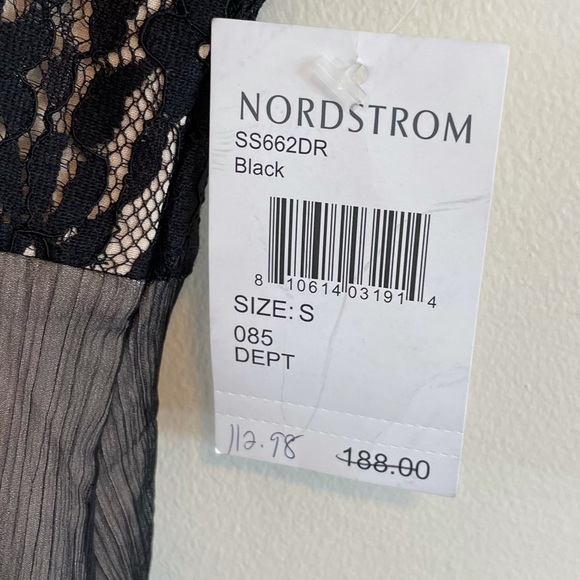 NORDSTROM
SS662DR
Black
8 10614 03191 4
SIZE: S
085
DEPT
112.98 188.00